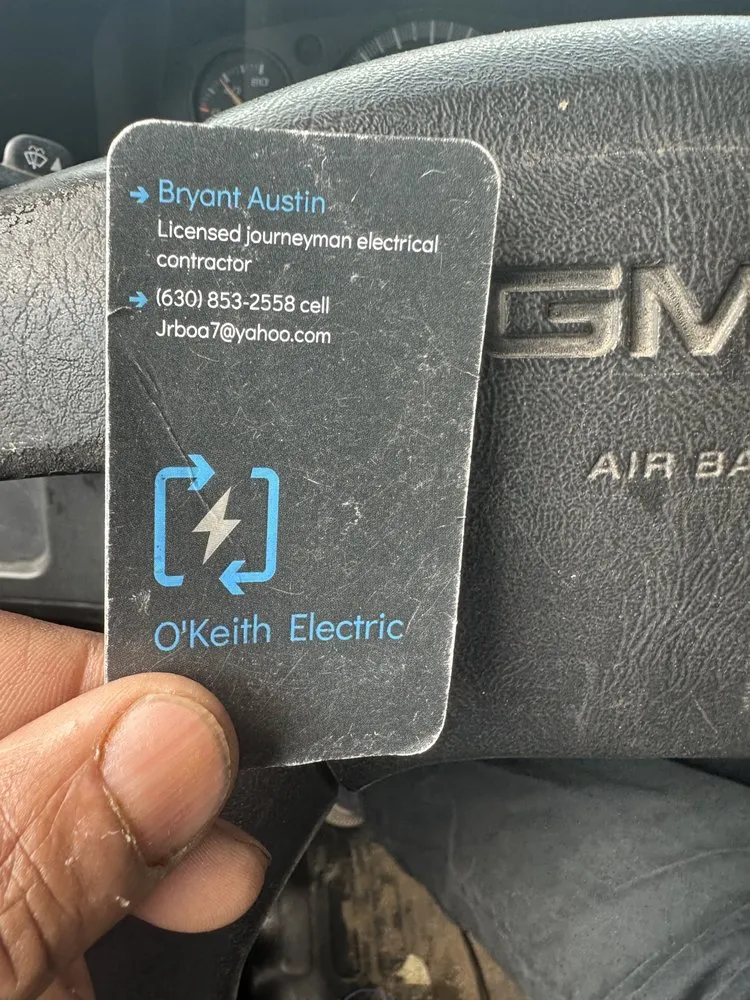 Bryant Austin
Licensed journeyman electrical
contractor
(630) 853-2558 cell
Jrboa7@yahoo.com
O'Keith Electric
GM
AIR BA